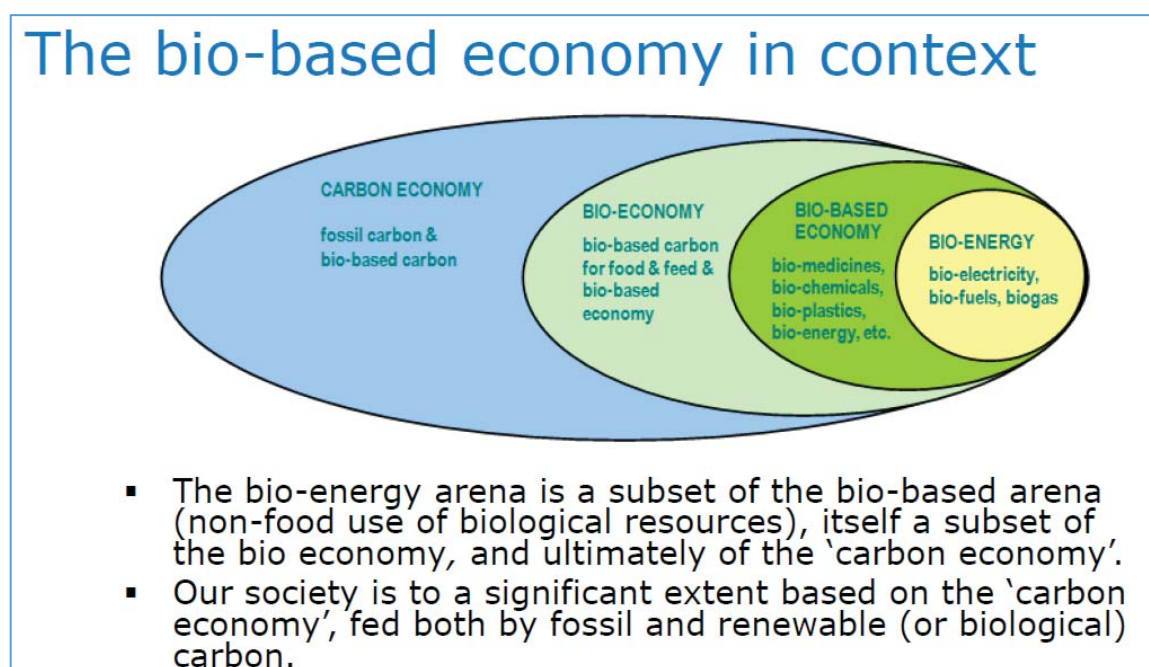 The bio-based economy in context
CARBON ECONOMY
fossil carbon &
bio-based carbon
BIO-ECONOMY
bio-based carbon
for food & feed &
bio-based
economy
BIO-BASED
ECONOMY
bio-medicines,
bio-chemicals,
bio-plastics,
bio-energy, etc.
BIO-ENERGY
bio-electricity,
bio-fuels, biogas
▪ The bio-energy arena is a subset of the bio-based arena
(non-food use of biological resources), itself a subset of
the bio economy, and ultimately of the ‘carbon economy’.
▪ Our society is to a significant extent based on the ‘carbon
economy’, fed both by fossil and renewable (or biological)
carbon.